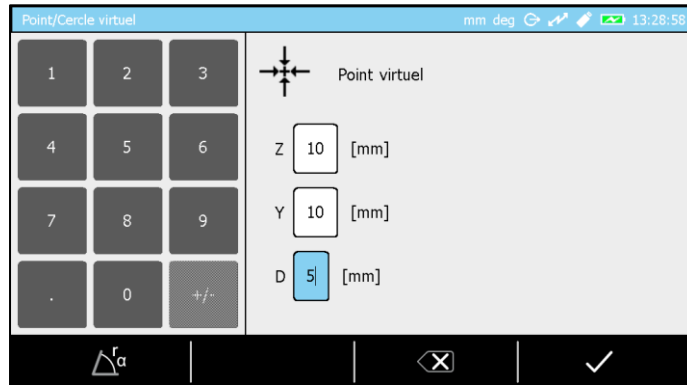 Point/Cercle virtuel mm deg 13:28:58
1 2 3
Point virtuel
4 5 6
Z 10 [mm]
7 8 9
Y 10 [mm]
. 0 +/-
D 5 [mm]
r α